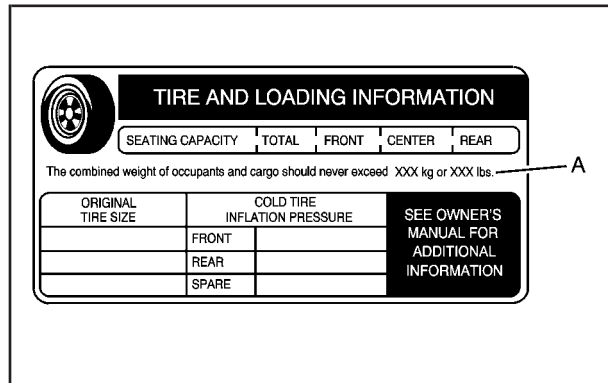 TIRE AND LOADING INFORMATION
SEATING CAPACITY TOTAL FRONT CENTER REAR
The combined weight of occupants and cargo should never exceed XXX kg or XXX lbs.
A
ORIGINAL
TIRE SIZE
COLD TIRE
INFLATION PRESSURE
FRONT
REAR
SPARE
SEE OWNER'S
MANUAL FOR
ADDITIONAL
INFORMATION